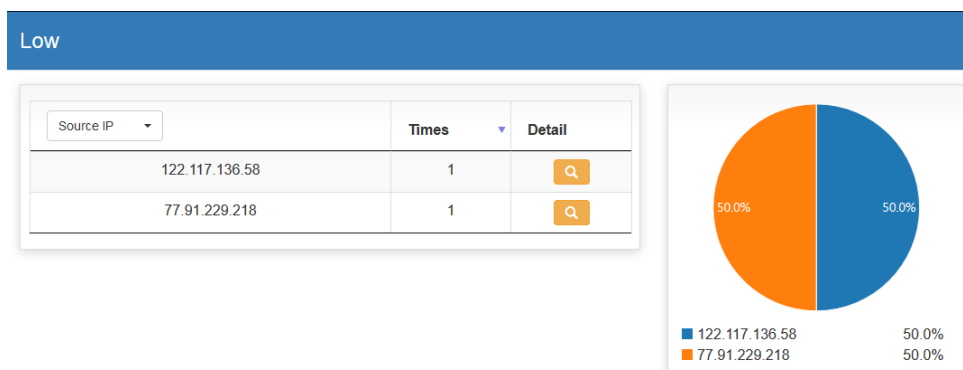 Low
Source IP Times Detail
122.117.136.58 1
77.91.229.218 1
50.0% 50.0%
122.117.136.58 50.0%
77.91.229.218 50.0%